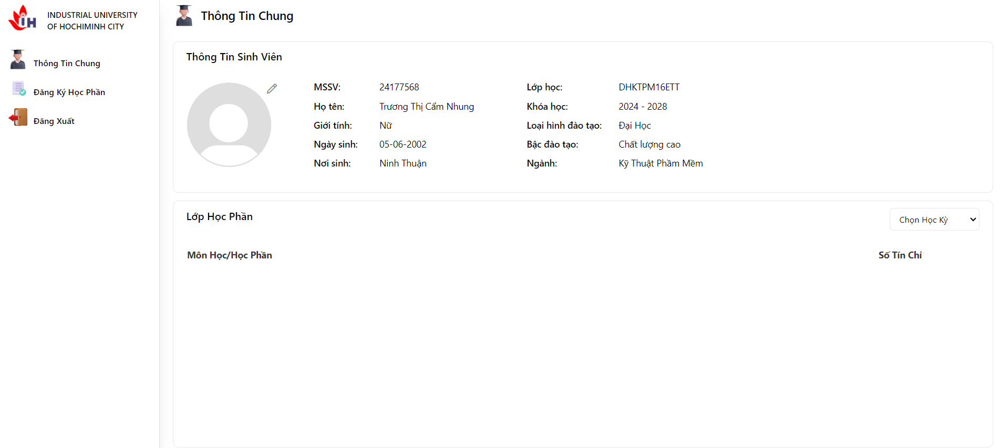 INDUSTRIAL UNIVERSITY
OF HOCHIMINH CITY
Thông Tin Chung
Đăng Ký Học Phần
Đăng Xuất
Thông Tin Chung
Thông Tin Sinh Viên
MSSV: 24177568 Lớp học: DHKTPM16ETT
Họ tên: Trương Thị Cẩm Nhung Khóa học: 2024 - 2028
Giới tính: Nữ Loại hình đào tạo: Đại Học
Ngày sinh: 05-06-2002 Bậc đào tạo: Chất lượng cao
Nơi sinh: Ninh Thuận Ngành: Kỹ Thuật Phầm Mềm
Lớp Học Phần
Chọn Học Kỳ
Môn Học/Học Phần Số Tín Chỉ